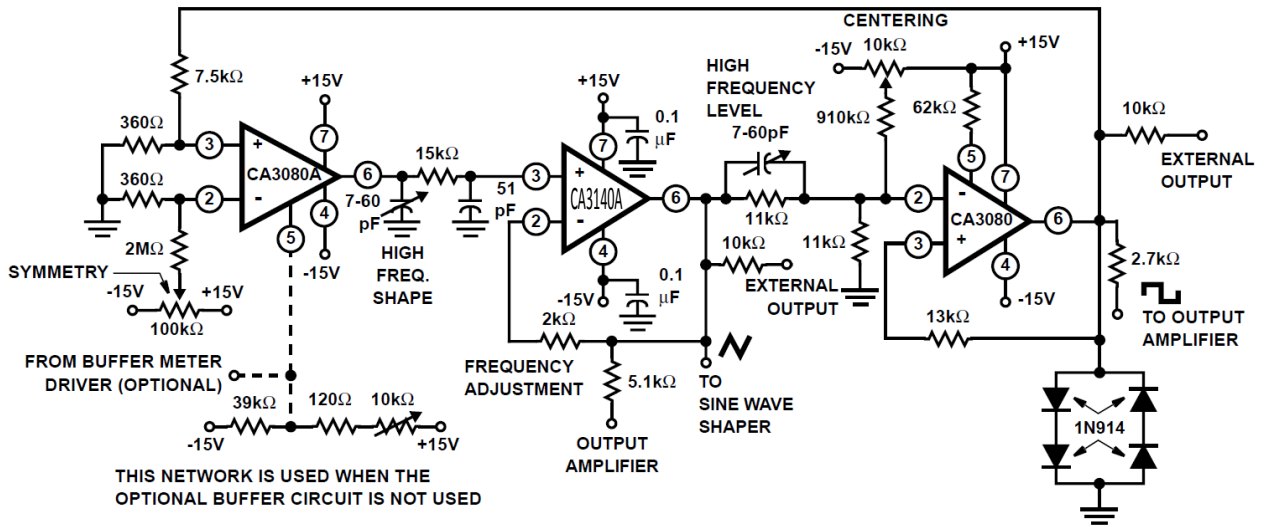 CENTERING
-15V
10kΩ
+15V
7.5kΩ
+15V
+15V
0.1
µF
HIGH
FREQUENCY
LEVEL
7-60pF
910kΩ
62kΩ
10kΩ
EXTERNAL
OUTPUT
360Ω
3
+
7
CA3080A
6
15kΩ
7
3
+
CA3140A
6
5
7
360Ω
2
-
4
5
7-60
pF
51
pF
2
-
4
11kΩ
2
-
CA3080
6
3
+
4
2MΩ
-15V
HIGH
FREQ.
SHAPE
0.1
µF
-15V
10kΩ
EXTERNAL
OUTPUT
11kΩ
-15V
2.7kΩ
TO OUTPUT
AMPLIFIER
SYMMETRY
-15V
+15V
100kΩ
2kΩ
13kΩ
FROM BUFFER METER
DRIVER (OPTIONAL)
FREQUENCY
ADJUSTMENT
5.1kΩ
TO
SINE WAVE
SHAPER
39kΩ
120Ω
10kΩ
-15V
+15V
OUTPUT
AMPLIFIER
1N914
THIS NETWORK IS USED WHEN THE
OPTIONAL BUFFER CIRCUIT IS NOT USED